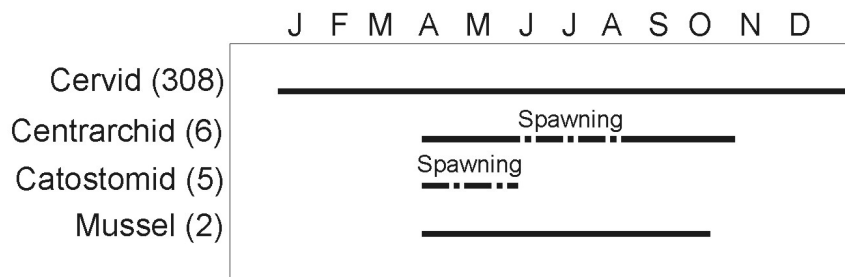 J F M A M J J A S O N D
Cervid (308)
Spawning
Centrarchid (6)
Spawning
Catostomid (5)
Mussel (2)